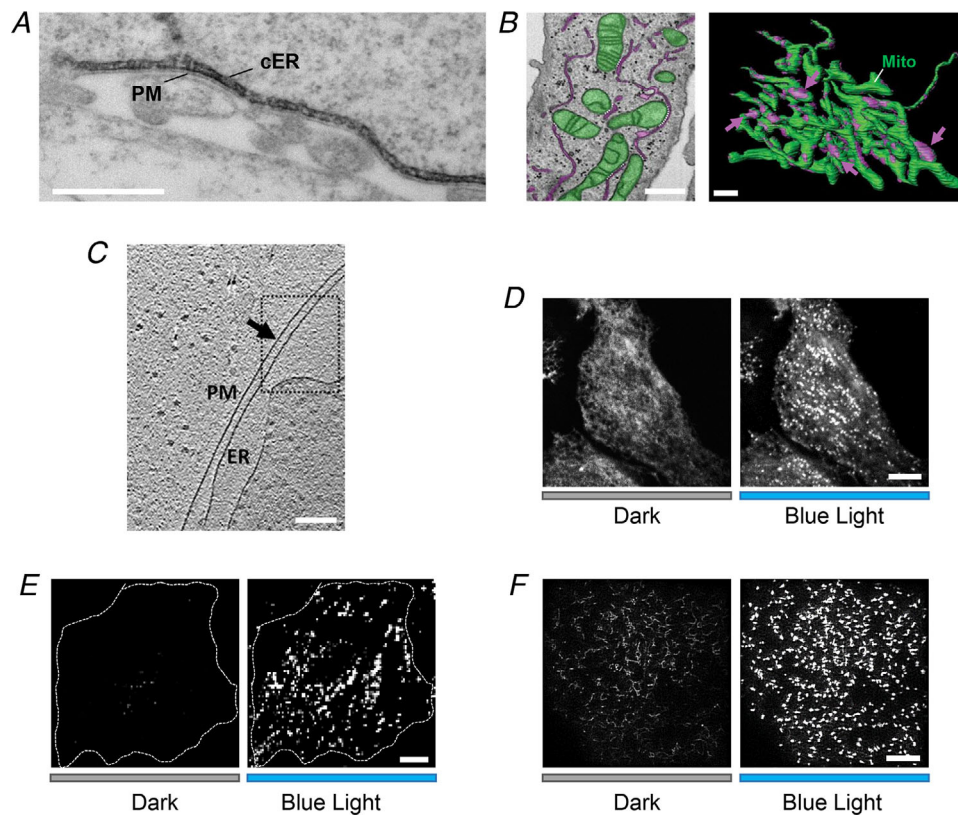 A
cER
PM
B
Mito
C
PM
ER
D
Dark
Blue Light
E
Dark
Blue Light
F
Dark
Blue Light